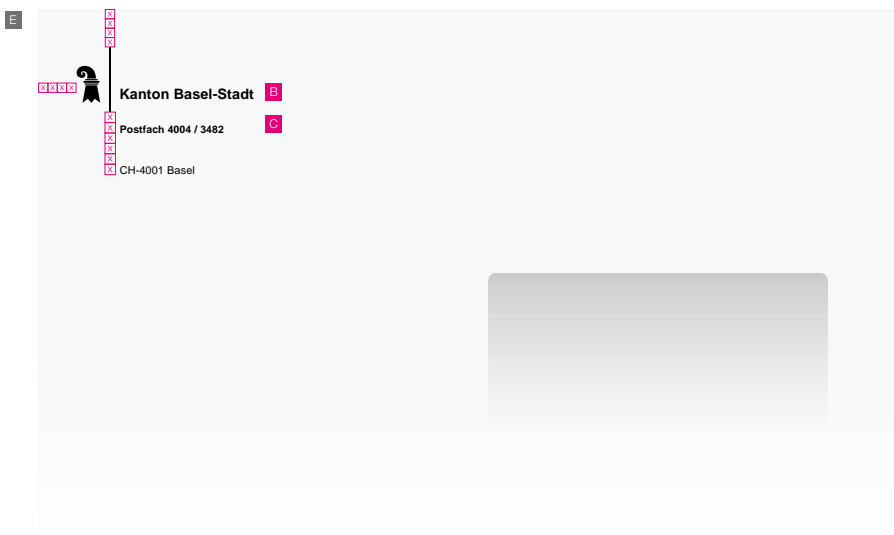 E
X
X
X
X
X X X X
Kanton Basel-Stadt B
X
X
Postfach 4004 / 3482 C
X
X
X
X CH-4001 Basel